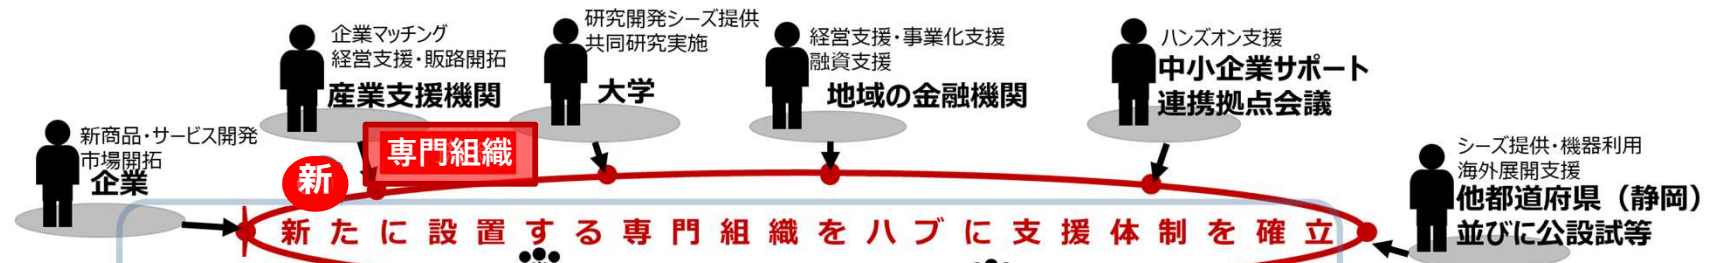 企業マッチング
経営支援・販路開拓
産業支援機関
研究開発シーズ提供
共同研究実施
大学
経営支援・事業化支援
融資支援
地域の金融機関
ハンズオン支援
中小企業サポート
連携拠点会議
新商品・サービス開発
市場開拓
企業
新
専門組織
シーズ提供・機器利用
海外展開支援
他都道府県（静岡）
並びに公設試等
新たに設置する専門組織をハブに支援体制を確立